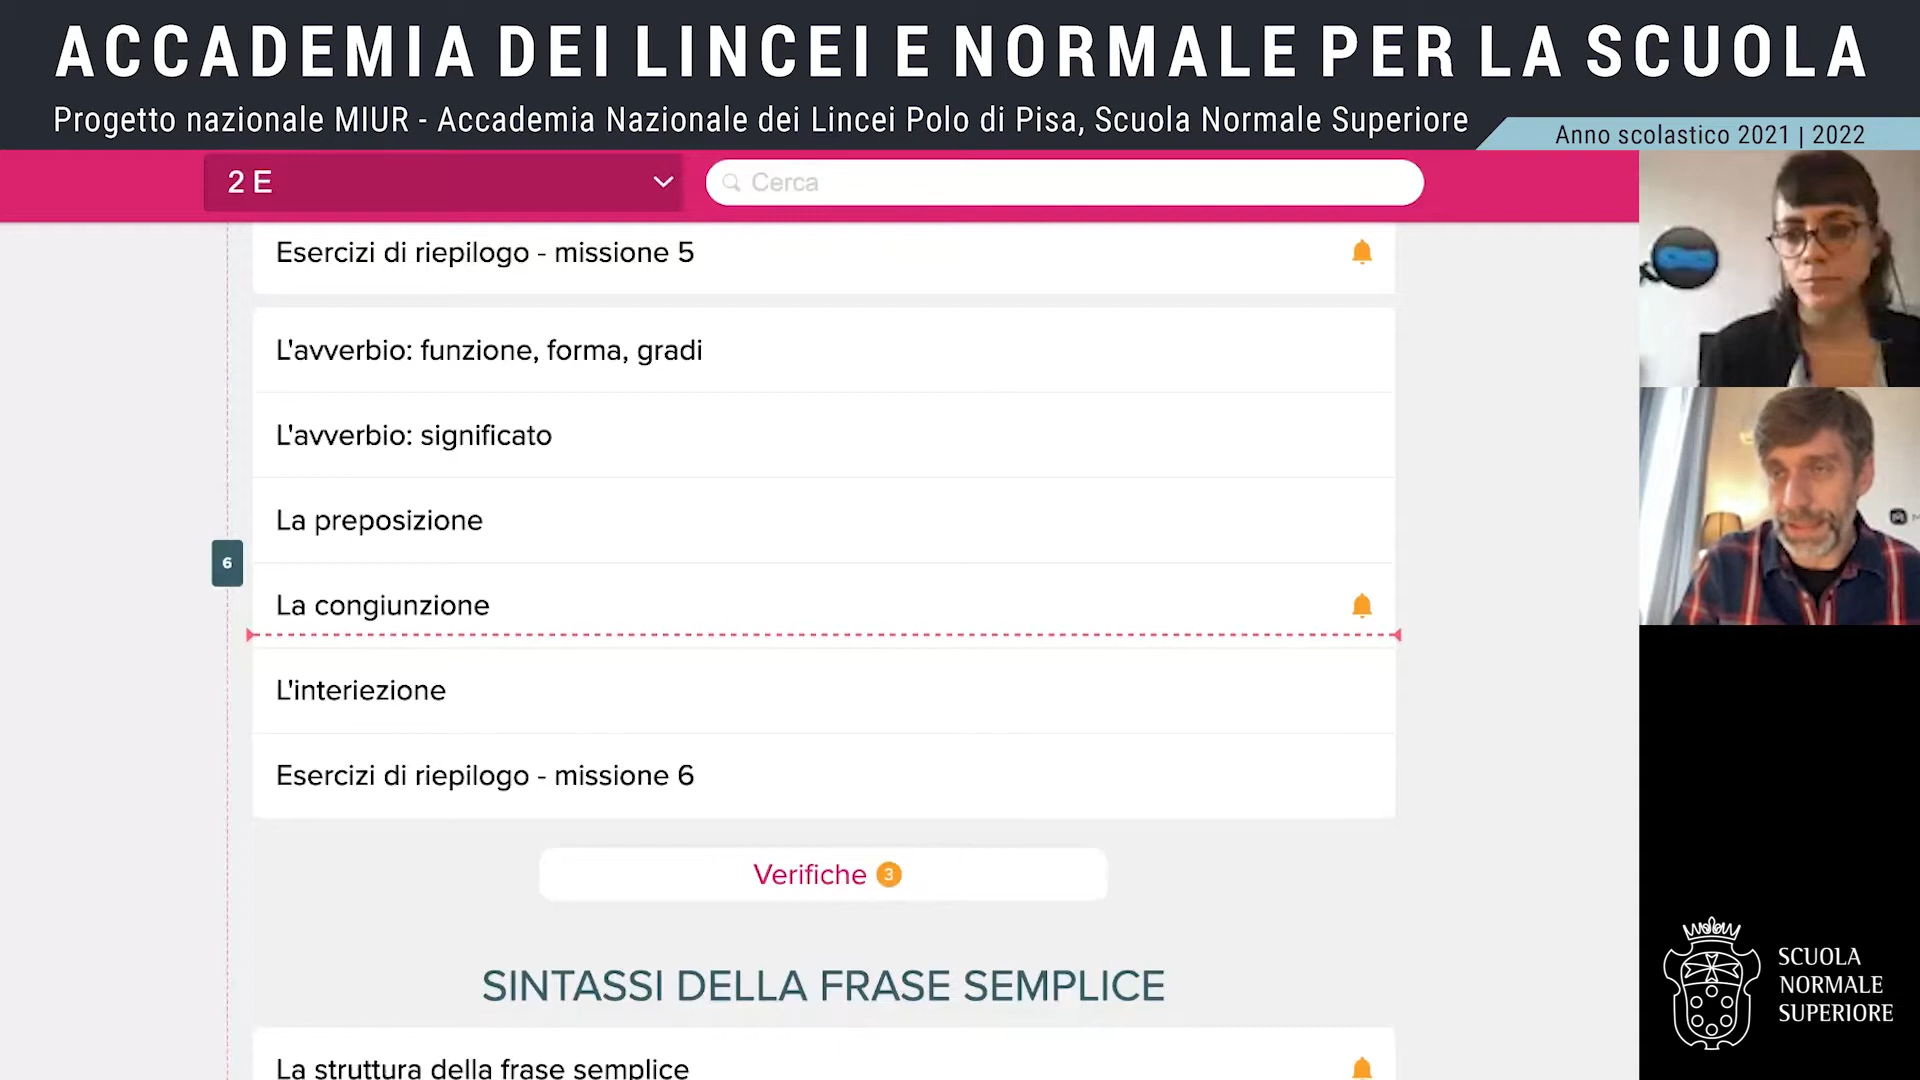 ACCADEMIA DEI LINCEI E NORMALE PER LA SCUOLA
Progetto nazionale MIUR - Accademia Nazionale dei Lincei Polo di Pisa, Scuola Normale Superiore
Anno scolastico 2021 | 2022
2 E
Cerca
Esercizi di riepilogo - missione 5
L'avverbio: funzione, forma, gradi
L'avverbio: significato
La preposizione
6
La congiunzione
L'interiezione
Esercizi di riepilogo - missione 6
Verifiche 3
SINTASSI DELLA FRASE SEMPLICE
La struttura della frase semplice
SCUOLA
NORMALE
SUPERIORE